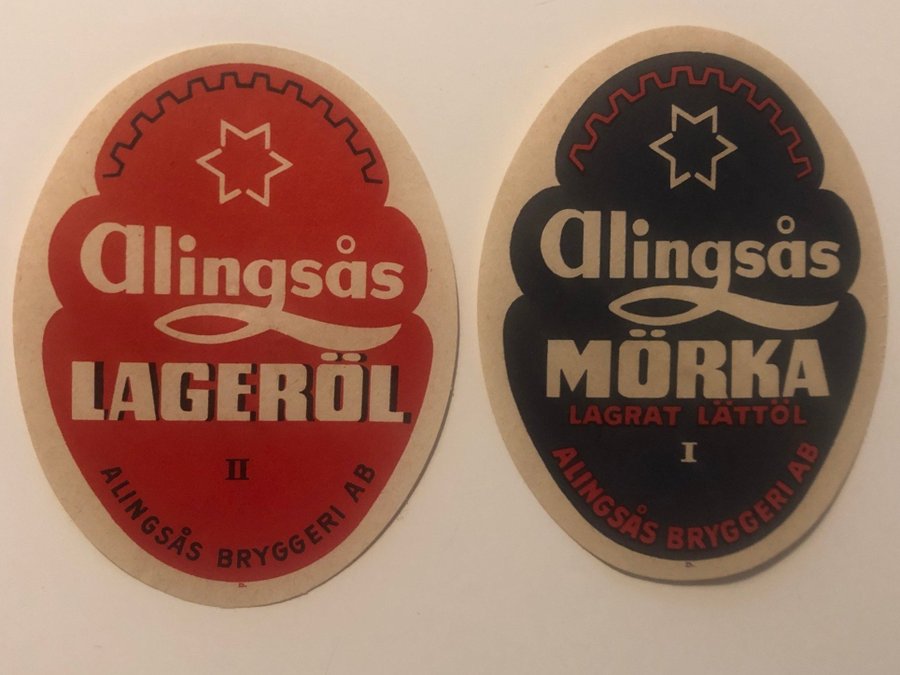 alingsås
LAGERÖL
II
ALINGSÅS BRYGGERI AB
alingsås
MÖRKA
LAGRAT LÄTTÖL
I
ALINGSÅS BRYGGERI AB